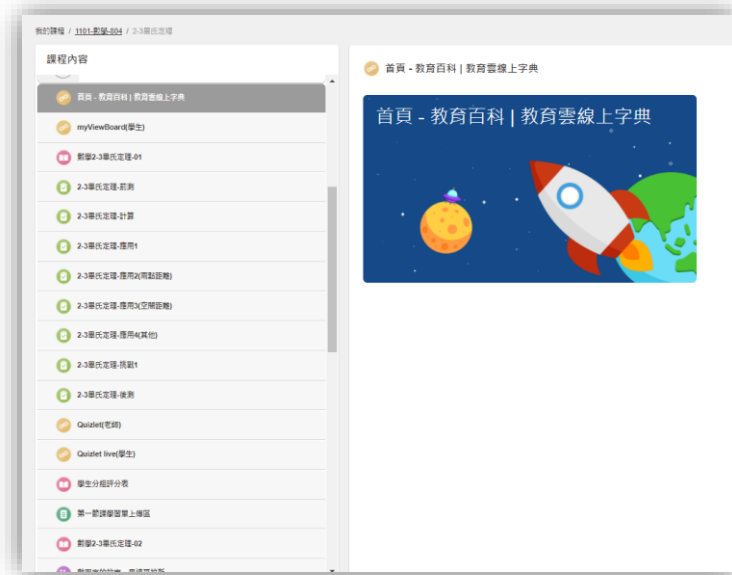 我的課程 / 1101-數學-804 / 2-3畢氏定理
課程內容
首頁 - 教育百科 | 教育雲線上字典
myViewBoard(學生)
數學2-3畢氏定理-01
2-3畢氏定理-前測
2-3畢氏定理-計算
2-3畢氏定理-應用1
2-3畢氏定理-應用2(兩點距離)
2-3畢氏定理-應用3(空間距離)
2-3畢氏定理-應用4(其他)
2-3畢氏定理-挑戰1
2-3畢氏定理-後測
Quizlet(老師)
Quizlet live(學生)
學生分組評分表
第一節課學習單上傳區
數學2-3畢氏定理-02
首頁 - 教育百科 | 教育雲線上字典
首頁 - 教育百科 | 教育雲線上字典